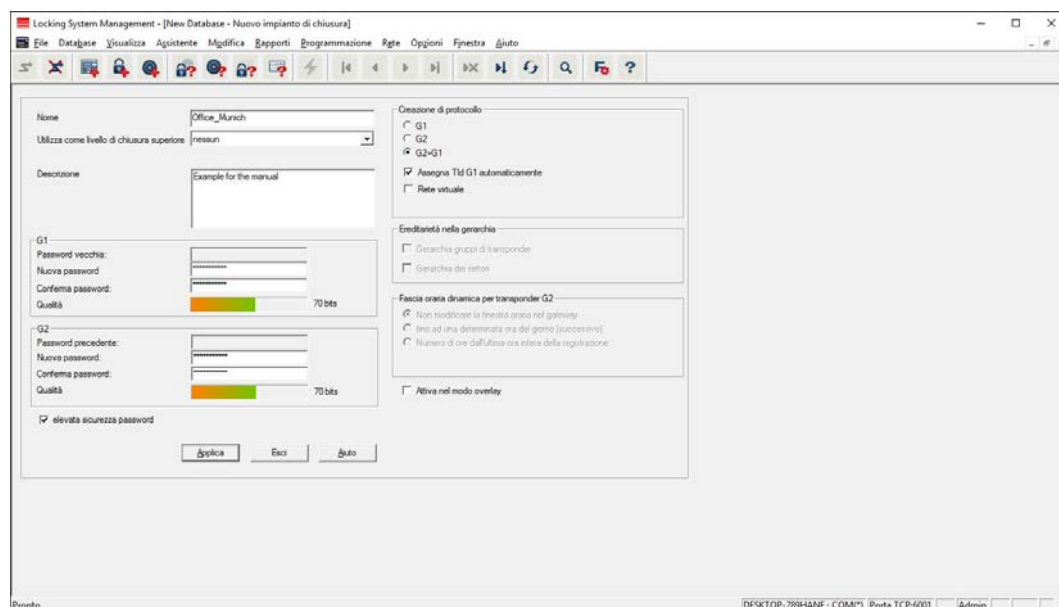 Locking System Management - [New Database - Nuovo impianto di chiusura]
File Database Visualizza Assistente Modifica Rapporti Programmazione Rete Opzioni Finestra Aiuto
Nome
Office_Munich
Utilizza come livello di chiusura superiore
nessun
Descrizione
Example for the manual
G1
Password vecchia:
Nuova password
***********
Conferma password:
***********
Qualità
70 bits
G2
Password precedente:
Nuova password:
***********
Conferma password:
***********
Qualità
70 bits
elevata sicurezza password
Applica Esci Aiuto
Creazione di protocollo
G1
G2
G2+G1
Assegna TId G1 automaticamente
Rete virtuale
Ereditarietà nella gerarchia
Gerarchia gruppi di transponder
Gerarchia dei settori
Fascia oraria dinamica per transponder G2
Non modificare la finestra oraria nel gateway
fino ad una determinata ora del giorno (successivo)
Numero di ore dall'ultima ora intera della registrazione
Attiva nel modo overlay
Pronto
DESKTOP-789HANF : COM(*) Porta TCP:6001 Admin